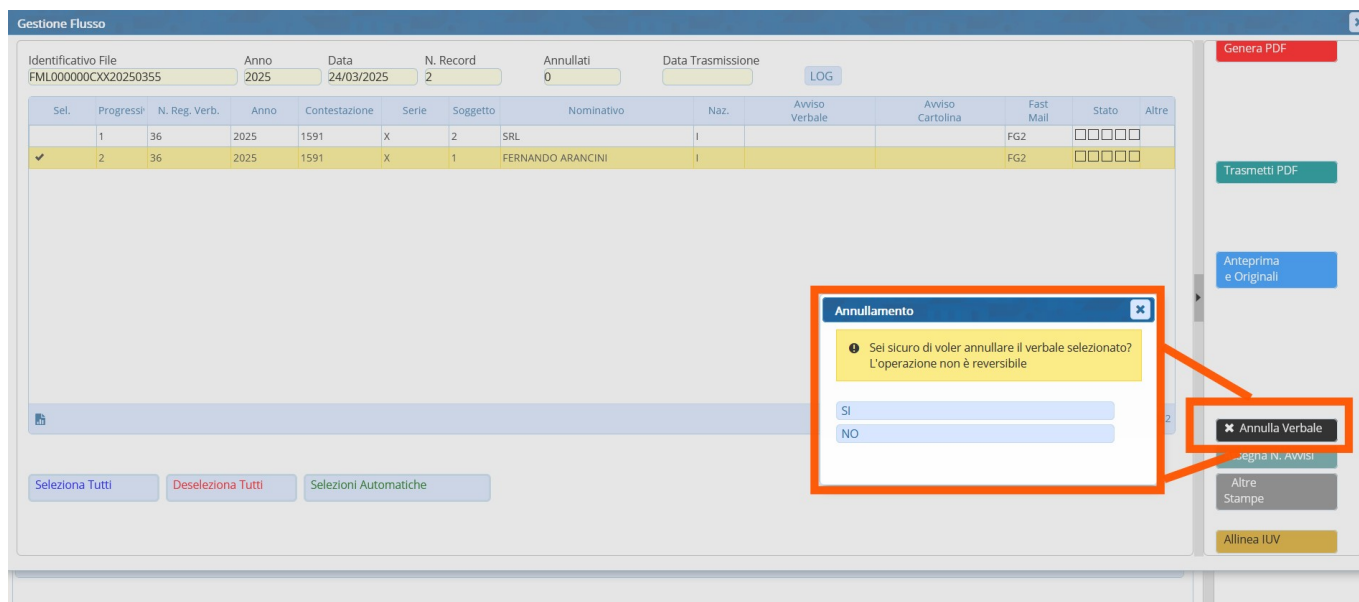 Gestione Flusso
Identificativo File Anno Data N. Record Annullati Data Trasmissione
FML000000CXX20250355 2025 24/03/2025 2 0 LOG
Sel. Progressi N. Reg. Verb. Anno Contestazione Serie Soggetto Nominativo Naz. Avviso Verbale Avviso Cartolina Fast Mail Stato Altre
1 36 2025 1591 X 2 SRL I FG2
2 36 2025 1591 X 1 FERNANDO ARANCINI I FG2
Genera PDF
Trasmetti PDF
Anteprima
e Originali
Annullamento
Sei sicuro di voler annullare il verbale selezionato?
L'operazione non è reversibile
SI
NO
2
Annulla Verbale
segna N. Avvisi
Altre
Stampe
Allinea IUV
Seleziona Tutti Deseleziona Tutti Selezioni Automatiche